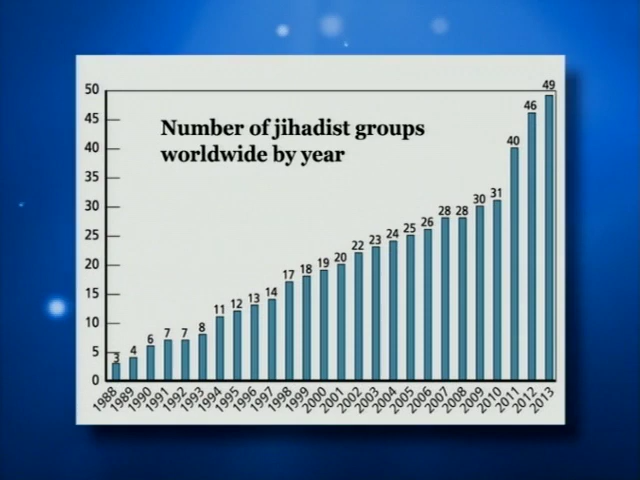 Number of jihadist groups
worldwide by year
50
45
40
35
30
25
20
15
10
5
0
3 4 6 7 7 8 11 12 13 14 17 18 19 20 22 23 24 25 26 28 28 30 31 40 46 49
1988 1989 1990 1991 1992 1993 1994 1995 1996 1997 1998 1999 2000 2001 2002 2003 2004 2005 2006 2007 2008 2009 2010 2011 2012 2013